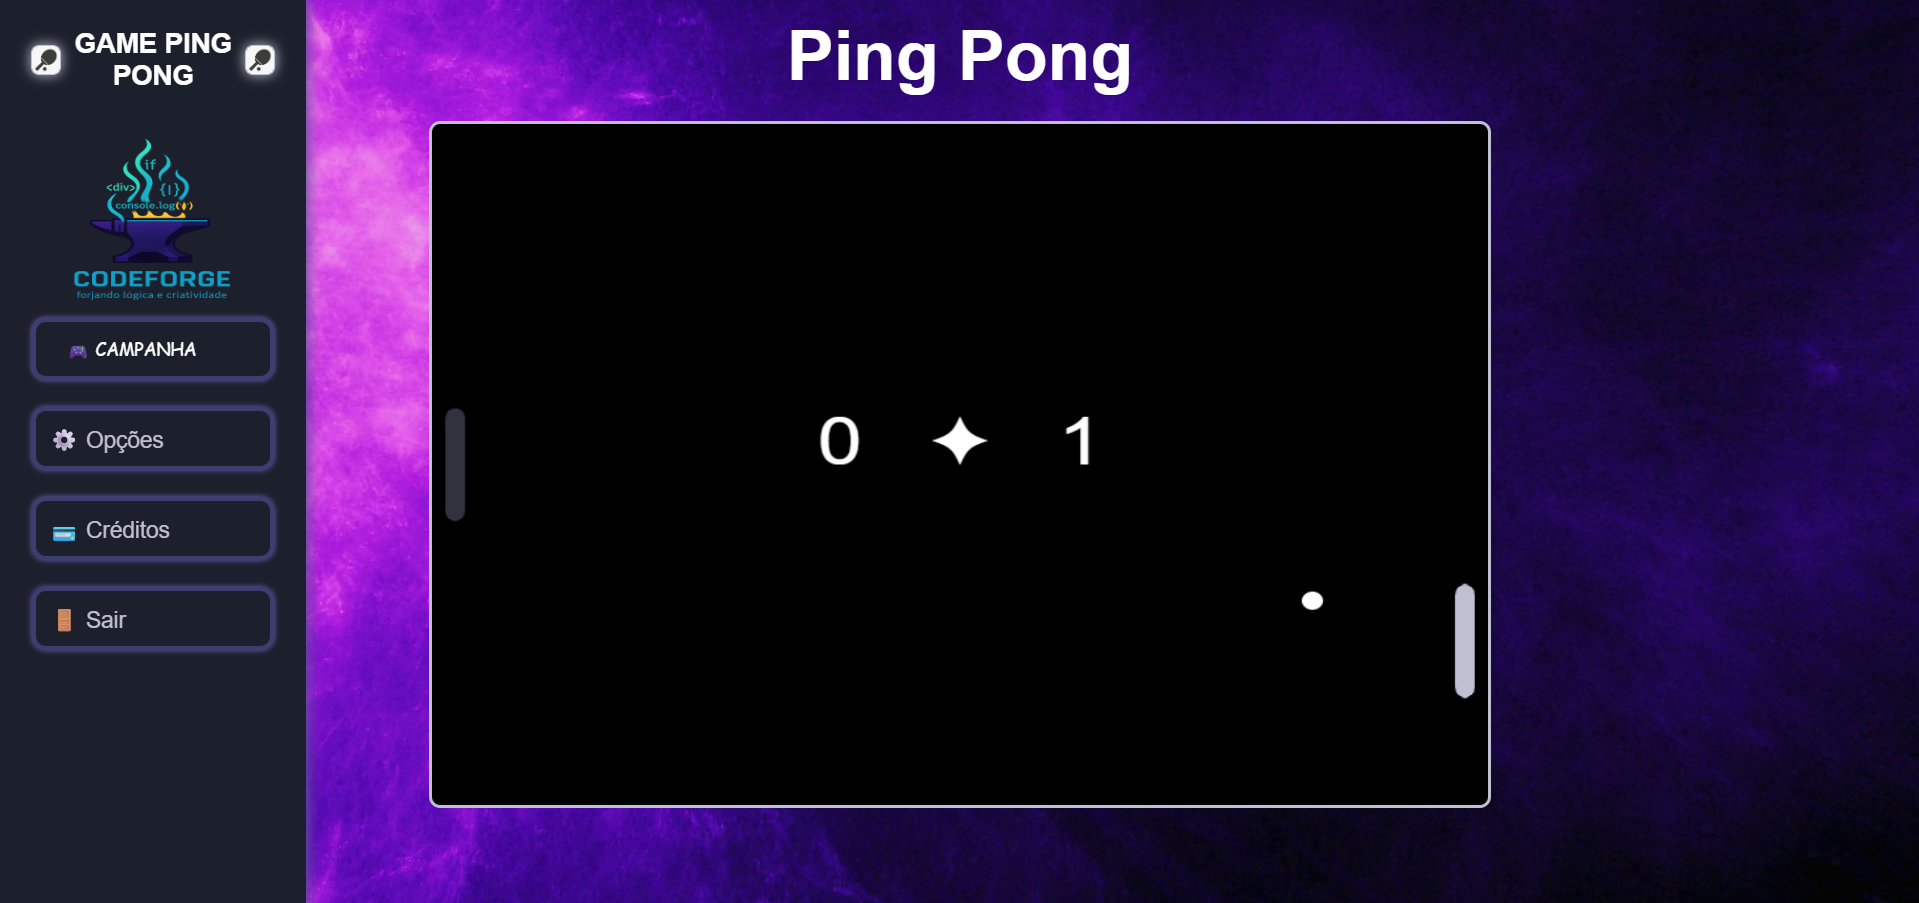 GAME PING
PONG
if
<div>
{|}
console.log(
CODEFORGE
forjando lógica e criatividade
CAMPANHA
Opções
Créditos
Sair
Ping Pong
0 ✦ 1